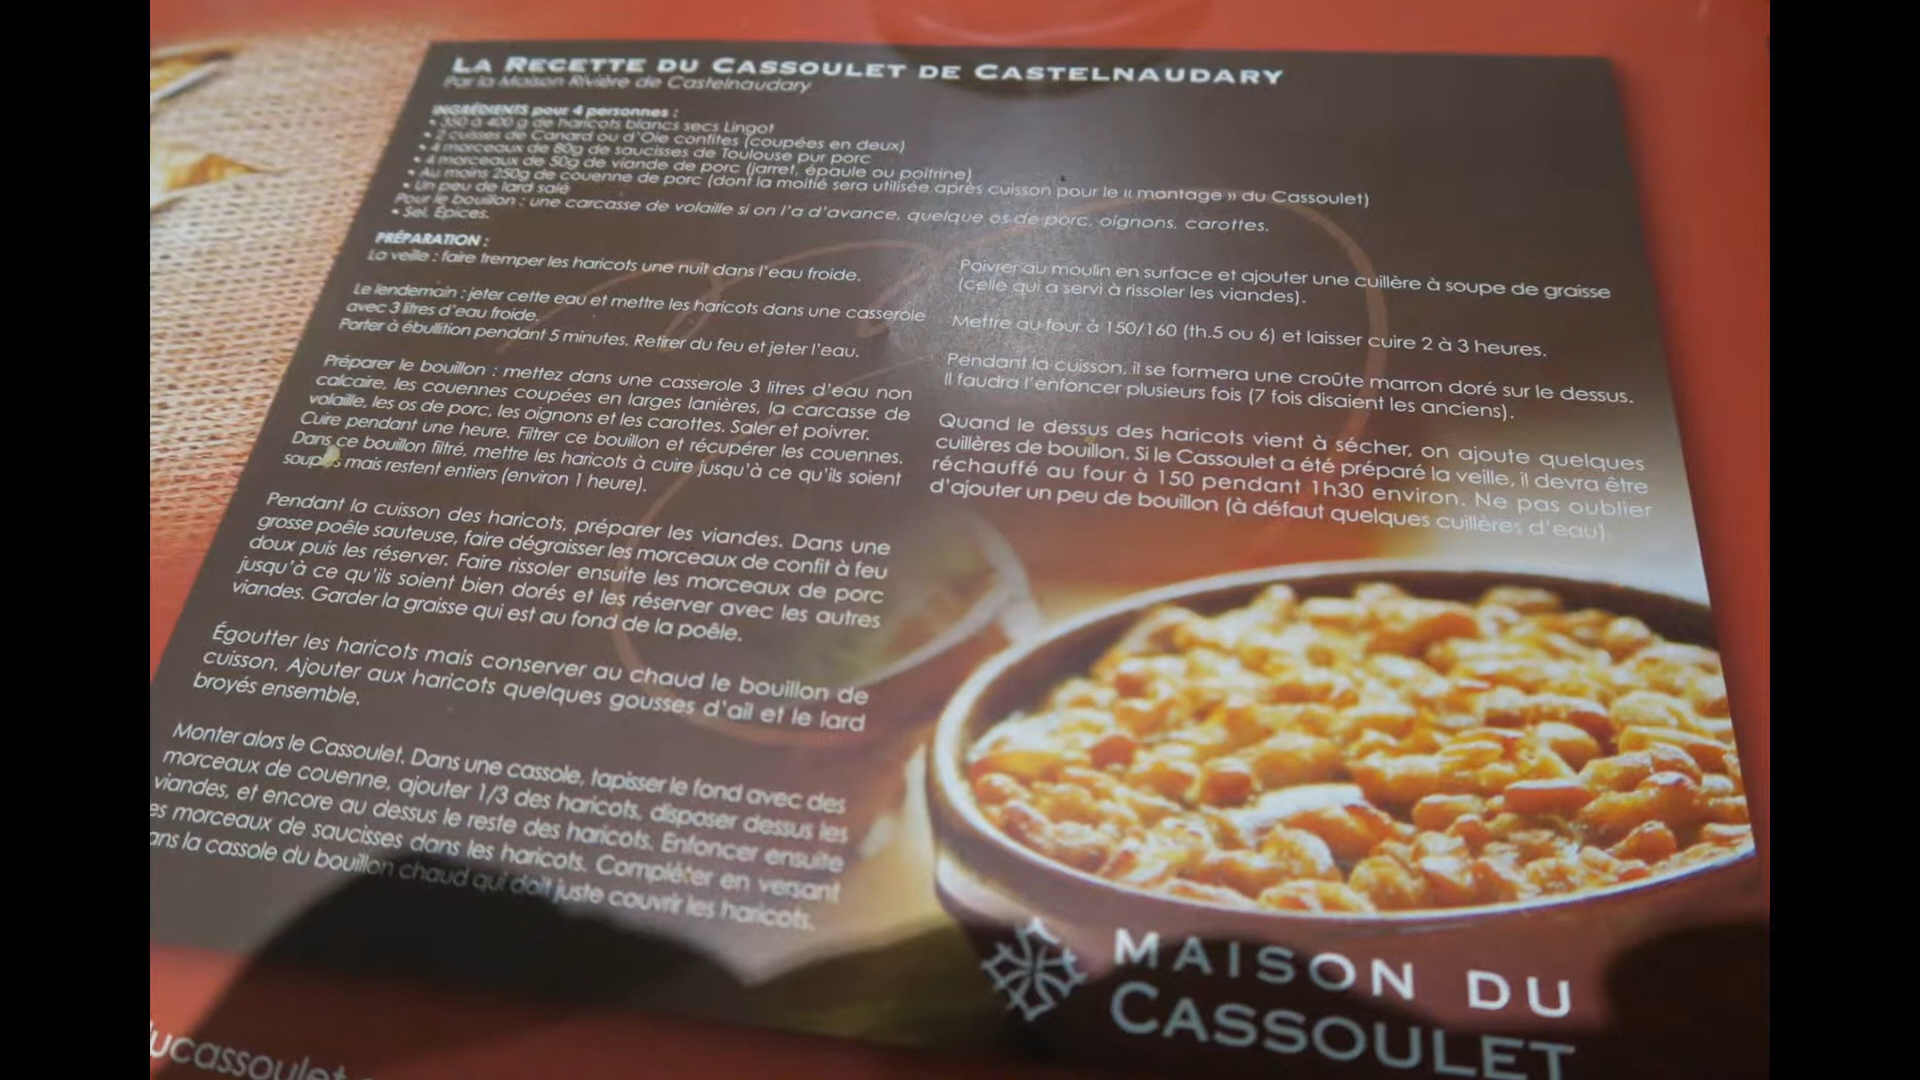 LA RECETTE DU CASSOULET DE CASTELNAUDARY
Par la Maison Rivière de Castelnaudary
INGRÉDIENTS pour 4 personnes :
• 350 à 400 g de haricots blancs secs Lingot
• 2 cuisses de Canard ou d'Oie confites (coupées en deux)
• 4 morceaux de 80g de saucisses de Toulouse pur porc
• 4 morceaux de 50g de viande de porc (jarret, épaule ou poitrine)
• Au moins 250g de couenne de porc (dont la moitié sera utilisée après cuisson pour le « montage » du Cassoulet)
• Un peu de lard salé
Pour le bouillon : une carcasse de volaille si on l'a d'avance, quelque os de porc, oignons, carottes.
• Sel, Epices.
PRÉPARATION :
La veille : faire tremper les haricots une nuit dans l'eau froide.
Le lendemain : jeter cette eau et mettre les haricots dans une casserole
avec 3 litres d'eau froide.
Porter à ébullition pendant 5 minutes. Retirer du feu et jeter l'eau.
Préparer le bouillon : mettez dans une casserole 3 litres d'eau non
calcaire, les couennes coupées en larges lanières, la carcasse de
volaille, les os de porc, les oignons et les carottes. Saler et poivrer.
Cuire pendant une heure. Filtrer ce bouillon et récupérer les couennes.
Dans ce bouillon filtré, mettre les haricots à cuire jusqu'à ce qu'ils soient
souples mais restent entiers (environ 1 heure).
Pendant la cuisson des haricots, préparer les viandes. Dans une
grosse poêle sauteuse, faire dégraisser les morceaux de confit à feu
doux puis les réserver. Faire rissoler ensuite les morceaux de porc
jusqu'à ce qu'ils soient bien dorés et les réserver avec les autres
viandes. Garder la graisse qui est au fond de la poêle.
Égoutter les haricots mais conserver au chaud le bouillon de
cuisson. Ajouter aux haricots quelques gousses d'ail et le lard
broyés ensemble.
Monter alors le Cassoulet. Dans une cassole, tapisser le fond avec des
morceaux de couenne, ajouter 1/3 des haricots, disposer dessus les
viandes, et encore au dessus le reste des haricots. Enfoncer ensuite
es morceaux de saucisses dans les haricots. Compléter en versant
ans la cassole du bouillon chaud qui doit juste couvrir les haricots.
Poivrer au moulin en surface et ajouter une cuillère à soupe de graisse
(celle qui a servi à rissoler les viandes).
Mettre au four à 150/160 (th.5 ou 6) et laisser cuire 2 à 3 heures.
Pendant la cuisson, il se formera une croûte marron doré sur le dessus.
Il faudra l'enfoncer plusieurs fois (7 fois disaient les anciens).
Quand le dessus des haricots vient à sécher, on ajoute quelques
cuillères de bouillon. Si le Cassoulet a été préparé la veille, il devra être
réchauffé au four à 150 pendant 1h30 environ. Ne pas oublier
d'ajouter un peu de bouillon (à défaut quelques cuillères d'eau)
MAISON DU
CASSOULET
ucassoulet